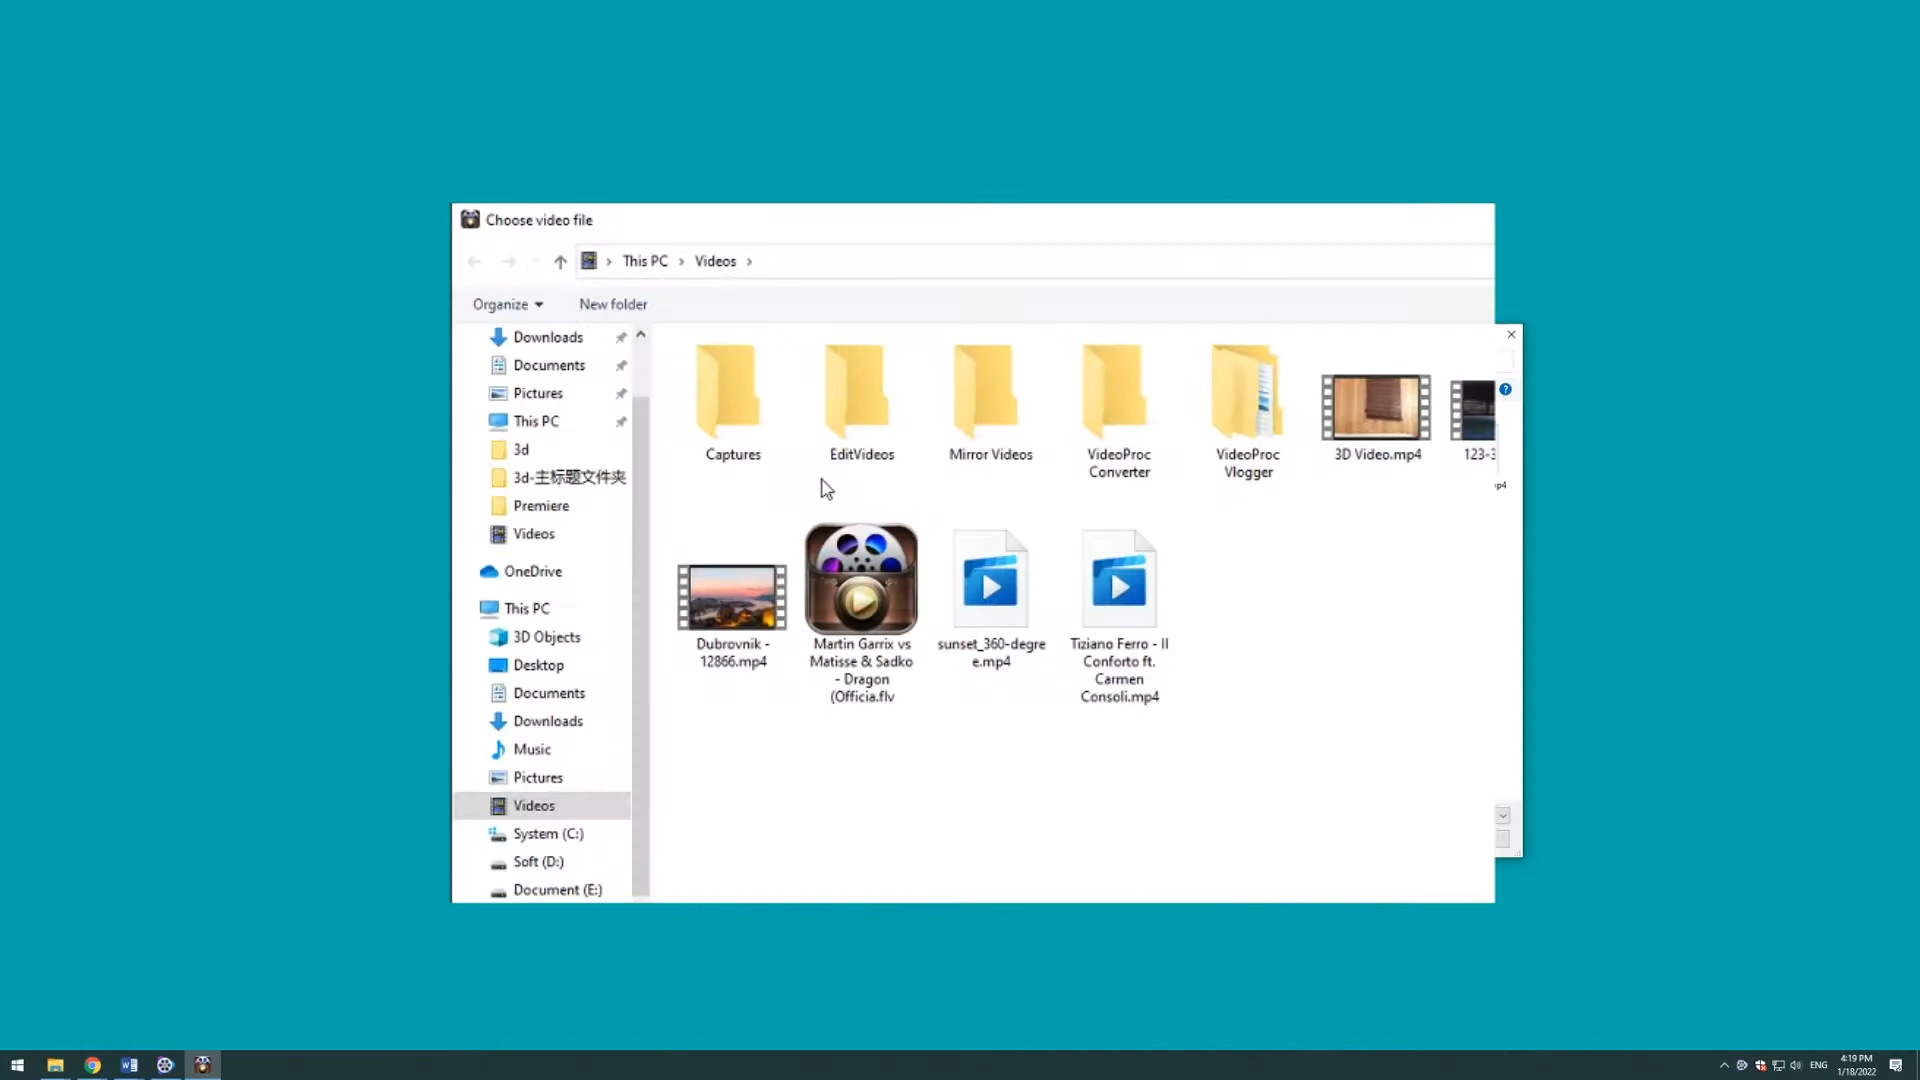 Choose video file
This PC
Videos
Organize
New folder
Downloads
Documents
Pictures
This PC
3d
3d-主标题文件夹
Premiere
Videos
OneDrive
This PC
3D Objects
Desktop
Documents
Downloads
Music
Pictures
Videos
System (C:)
Soft (D:)
Document (E:)
Captures
EditVideos
Mirror Videos
VideoProc
Converter
VideoProc
Vlogger
3D Video.mp4
123-3
p4
Dubrovnik -
12866.mp4
Martin Garrix vs
Matisse & Sadko
- Dragon
(Officia.flv
sunset_360-degre
e.mp4
Tiziano Ferro - Il
Conforto ft.
Carmen
Consoli.mp4
ENG
4:19 PM
1/18/2022